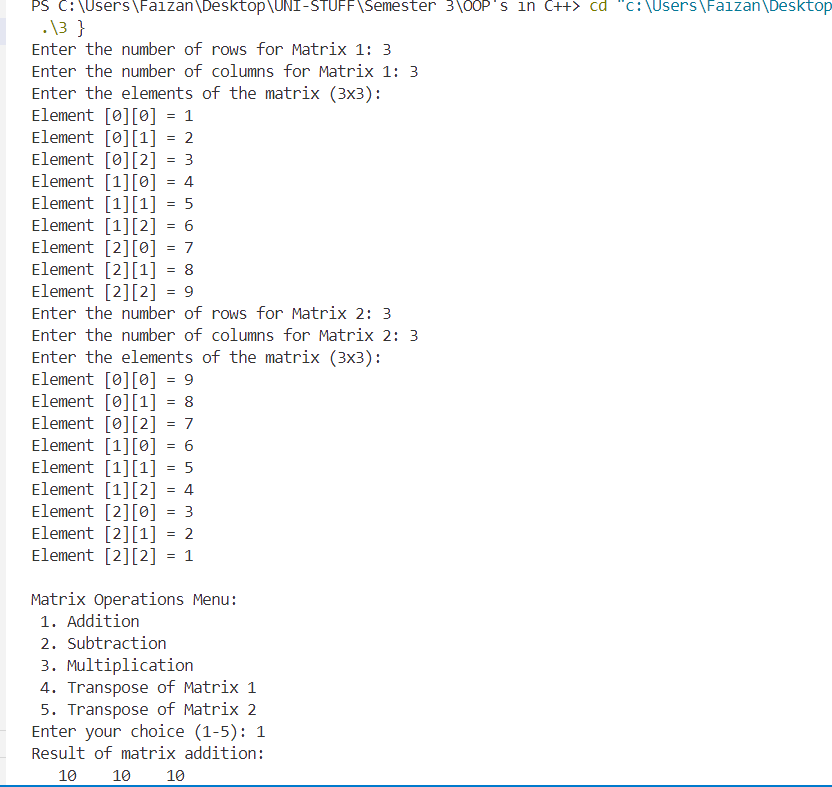 PS C:\Users\Faizan\Desktop\UNI-STUFF\Semester 3\OOP's in C++> cd "c:\Users\Faizan\Desktop
.\3 }
Enter the number of rows for Matrix 1: 3
Enter the number of columns for Matrix 1: 3
Enter the elements of the matrix (3x3):
Element [0][0] = 1
Element [0][1] = 2
Element [0][2] = 3
Element [1][0] = 4
Element [1][1] = 5
Element [1][2] = 6
Element [2][0] = 7
Element [2][1] = 8
Element [2][2] = 9
Enter the number of rows for Matrix 2: 3
Enter the number of columns for Matrix 2: 3
Enter the elements of the matrix (3x3):
Element [0][0] = 9
Element [0][1] = 8
Element [0][2] = 7
Element [1][0] = 6
Element [1][1] = 5
Element [1][2] = 4
Element [2][0] = 3
Element [2][1] = 2
Element [2][2] = 1
Matrix Operations Menu:
1. Addition
2. Subtraction
3. Multiplication
4. Transpose of Matrix 1
5. Transpose of Matrix 2
Enter your choice (1-5): 1
Result of matrix addition:
10 10 10